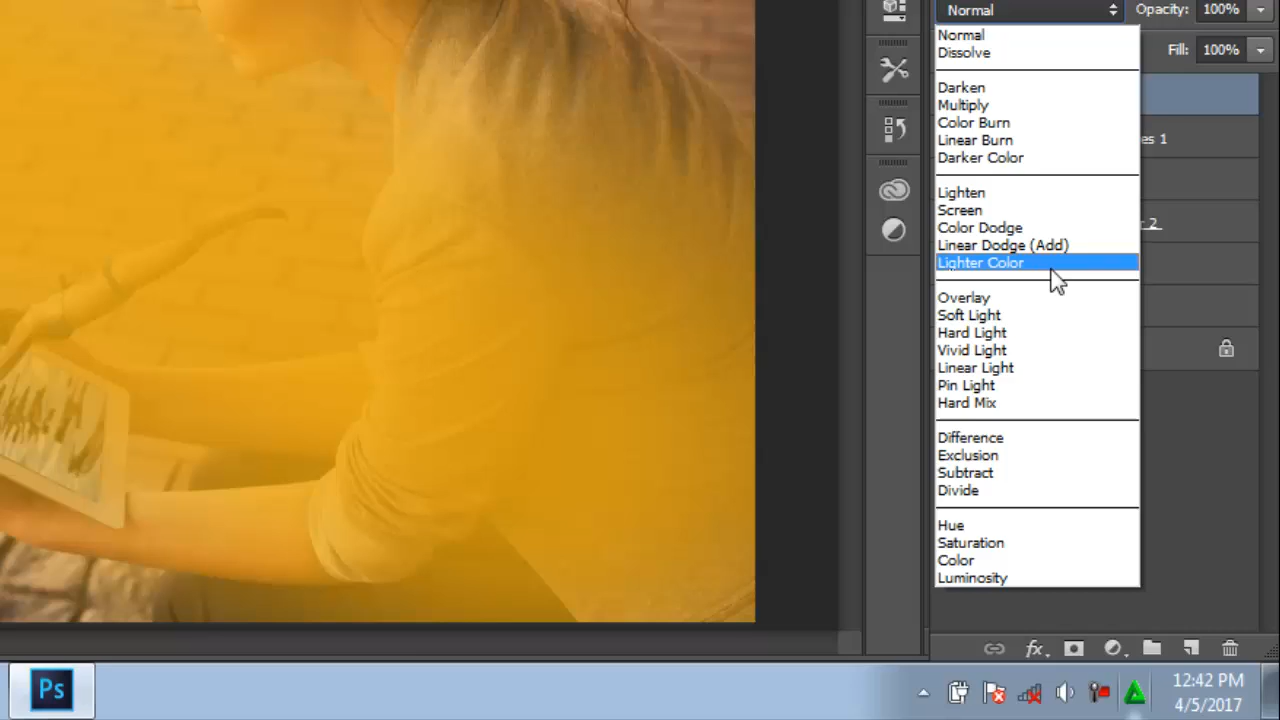 Normal
Opacity: 100%
Normal
Dissolve
Fill: 100%
Darken
Multiply
Color Burn
Linear Burn
es 1
Darker Color
Lighten
Screen
r 2
Color Dodge
Linear Dodge (Add)
Lighter Color
Overlay
Soft Light
Hard Light
Vivid Light
Linear Light
Pin Light
Hard Mix
Difference
Exclusion
Subtract
Divide
Hue
Saturation
Color
Luminosity
fx
Ps
12:42 PM
4/5/2017